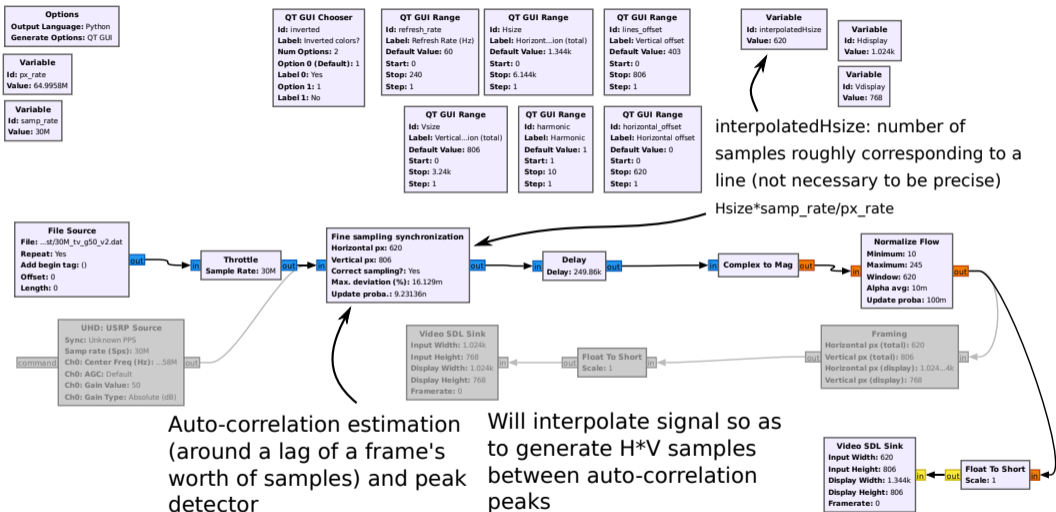 Options
Output Language: Python
Generate Options: QT GUI
Variable
Id: px_rate
Value: 64.9958M
Variable
Id: samp_rate
Value: 30M
QT GUI Chooser
Id: inverted
Label: Inverted colors?
Num Options: 2
Option 0 (Default): 1
Label 0: Yes
Option 1: 1
Label 1: No
QT GUI Range
Id: refresh_rate
Label: Refresh Rate (Hz)
Default Value: 60
Start: 0
Stop: 240
Step: 1
QT GUI Range
Id: Hsize
Label: Horizont...ion (total)
Default Value: 1.344k
Start: 0
Stop: 6.144k
Step: 1
QT GUI Range
Id: lines_offset
Label: Vertical offset
Default Value: 403
Start: 0
Stop: 806
Step: 1
Variable
Id: interpolatedHsize
Value: 620
Variable
Id: Hdisplay
Value: 1.024k
Variable
Id: Vdisplay
Value: 768
QT GUI Range
Id: Vsize
Label: Vertical...ion (total)
Default Value: 806
Start: 0
Stop: 3.24k
Step: 1
QT GUI Range
Id: harmonic
Label: Harmonic
Default Value: 1
Start: 1
Stop: 10
Step: 1
QT GUI Range
Id: horizontal_offset
Label: Horizontal offset
Default Value: 0
Start: 0
Stop: 620
Step: 1
interpolatedHsize: number of
samples roughly corresponding to a
line (not necessary to be precise)
Hsize*samp_rate/px_rate
File Source
File: ...st/30M_tv_g50_v2.dat
Repeat: Yes
Add begin tag: ()
Offset: 0
Length: 0
out
in
Throttle
Sample Rate: 30M
out
in
Fine sampling synchronization
Horizontal px: 620
Vertical px: 806
Correct sampling?: Yes
Max. deviation (%): 16.129m
Update proba.: 9.23136n
out
in
Delay
Delay: 249.86k
out
in
Complex to Mag
out
in
Normalize Flow
Minimum: 10
Maximum: 245
Window: 620
Alpha avg: 10m
Update proba: 100m
out
command
UHD: USRP Source
Sync: Unknown PPS
Samp rate (Sps): 30M
Ch0: Center Freq (Hz): ...58M
Ch0: AGC: Default
Ch0: Gain Value: 50
Ch0: Gain Type: Absolute (dB)
out
Video SDL Sink
Input Width: 1.024k
Input Height: 768
Display Width: 1.024k
Display Height: 768
Framerate: 0
in
out
Float To Short
Scale: 1
in
out
Framing
Horizontal px (total): 620
Vertical px (total): 806
Horizontal px (display): 1.024...4k
Vertical px (display): 768
in
Auto-correlation estimation
(around a lag of a frame's
worth of samples) and peak
detector
Will interpolate signal so as
to generate H*V samples
between auto-correlation
peaks
Video SDL Sink
Input Width: 620
Input Height: 806
Display Width: 1.344k
Display Height: 806
Framerate: 0
in
out
Float To Short
Scale: 1
in